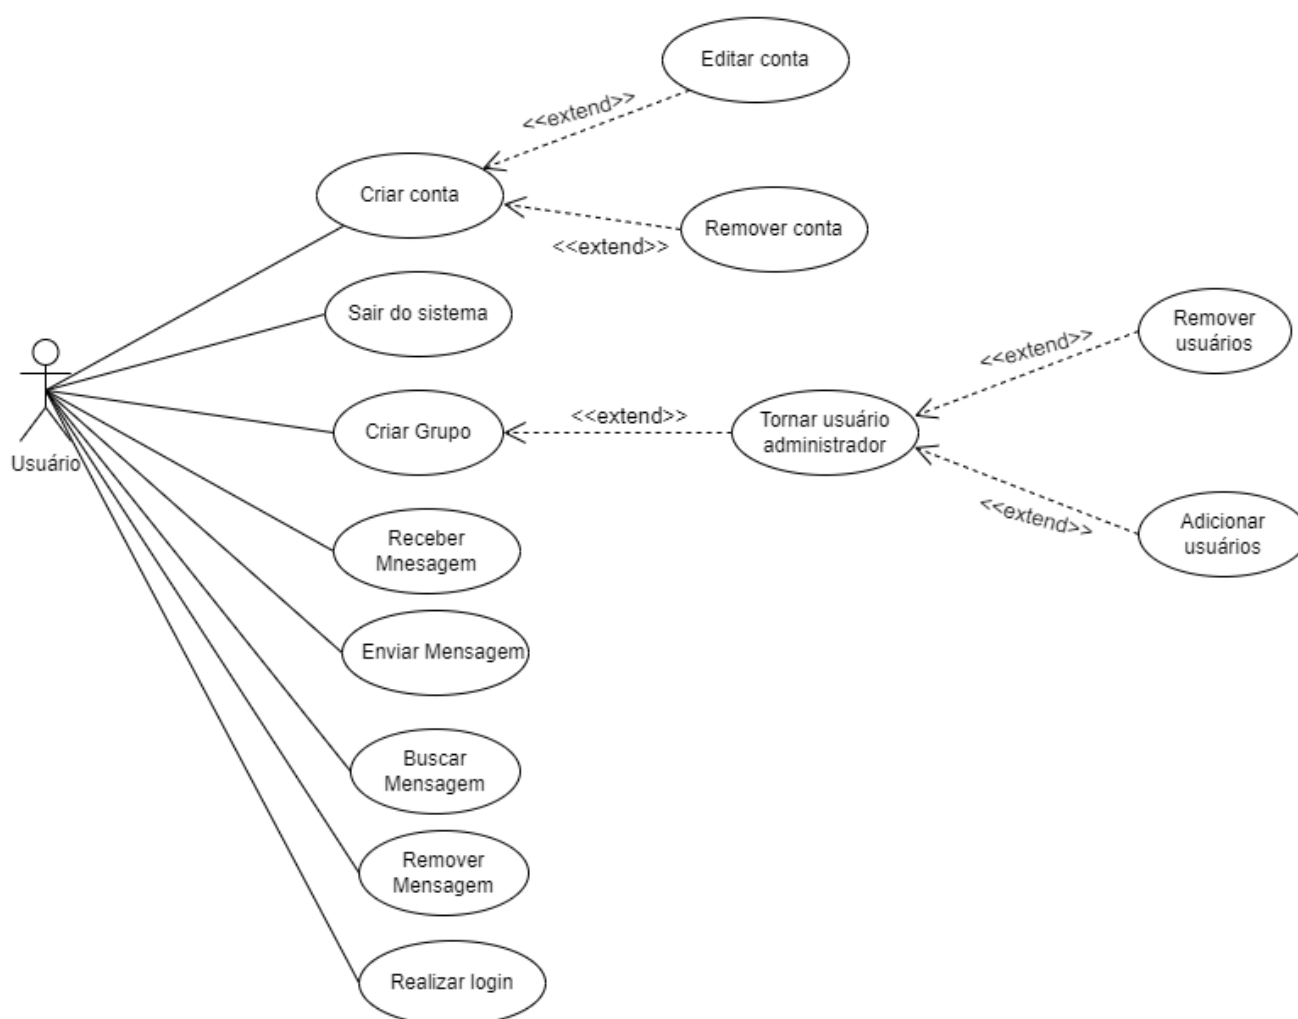 Editar conta
<<extend>>
Criar conta
Remover conta
<<extend>>
Sair do sistema
Remover
usuários
<<extend>>
Criar Grupo
<<extend>>
Tornar usuário
administrador
Usuário
<<extend>>
Adicionar
usuários
Receber
Mnesagem
Enviar Mensagem
Buscar
Mensagem
Remover
Mensagem
Realizar login